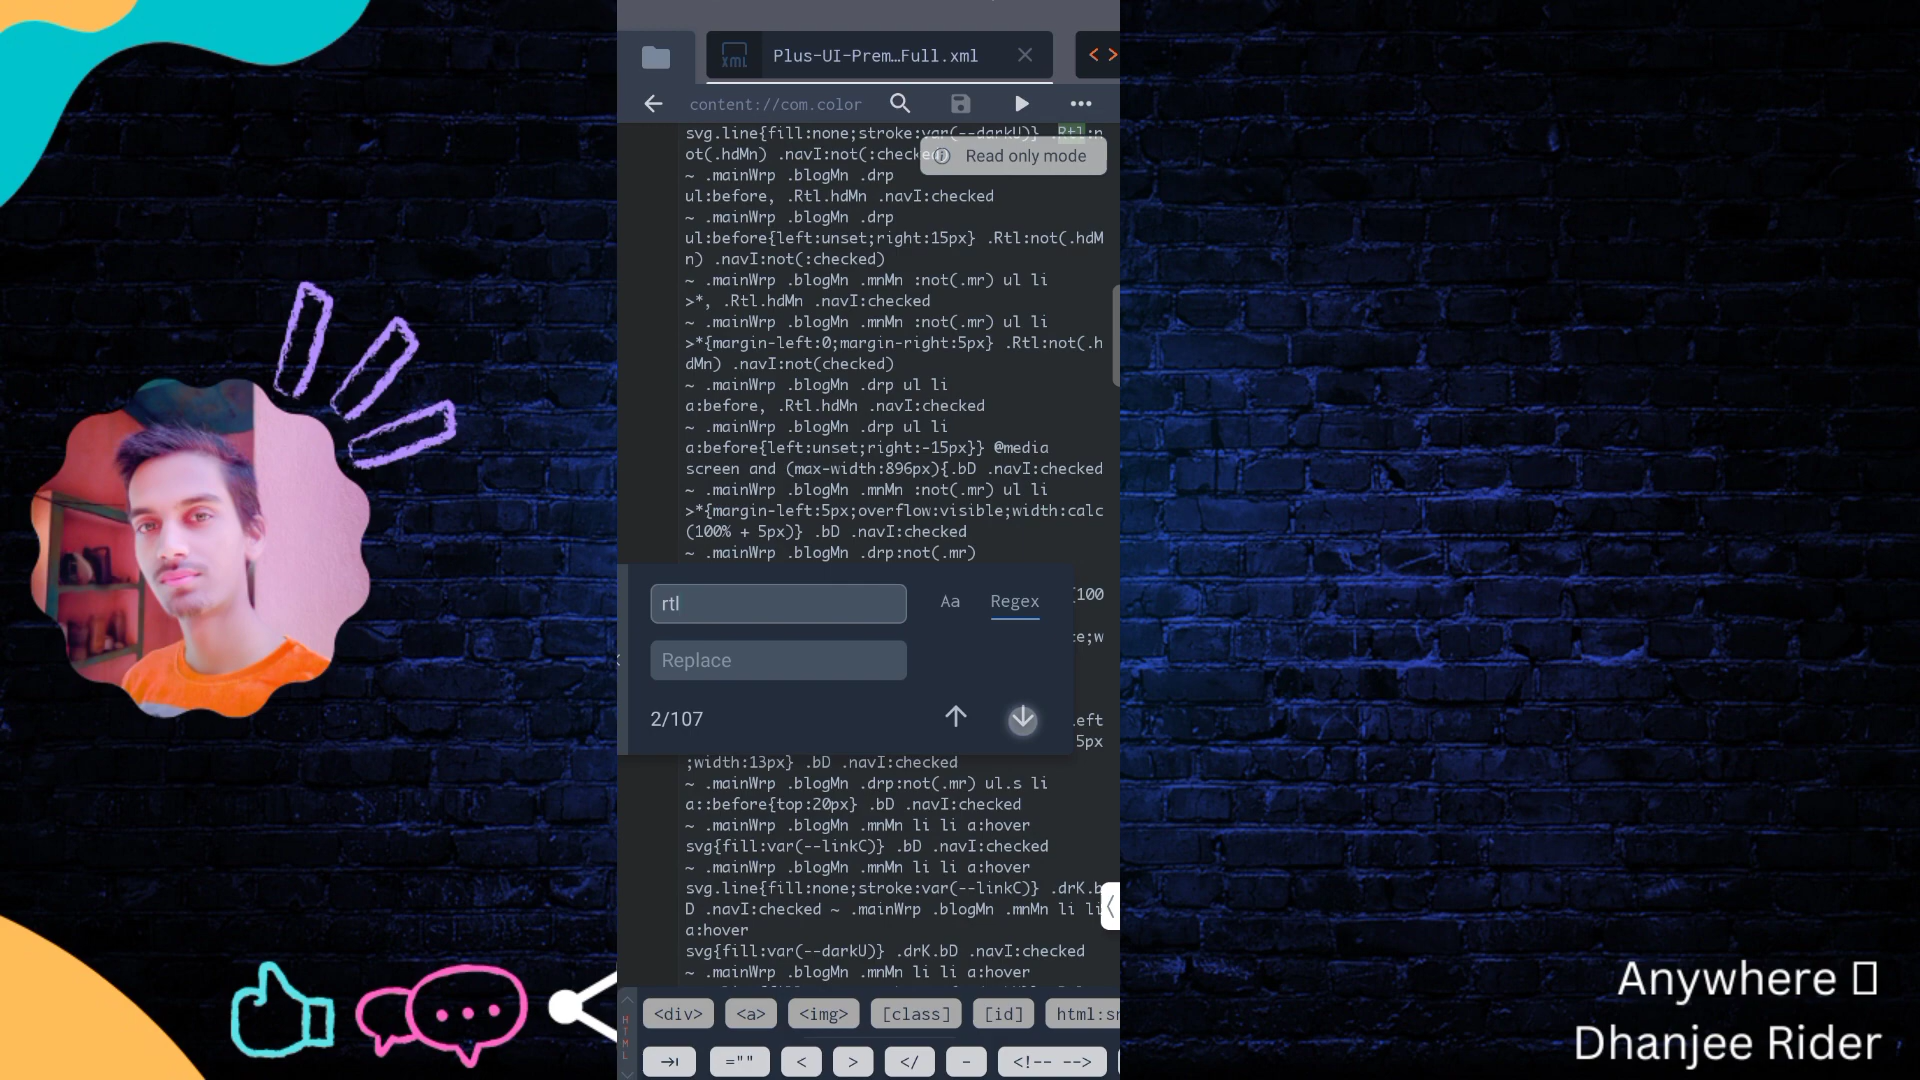 XML
Plus-UI-Prem…Full.xml
< >
content://com.color
svg.line{fill:none;stroke:var(--darkU)} .Rtl:n
ot(.hdMn) .navI:not(:checked)
Read only mode
~ .mainWrp .blogMn .drp
ul:before, .Rtl.hdMn .navI:checked
~ .mainWrp .blogMn .drp
ul:before{left:unset;right:15px} .Rtl:not(.hdM
n) .navI:not(:checked)
~ .mainWrp .blogMn .mnMn :not(.mr) ul li
>*, .Rtl.hdMn .navI:checked
~ .mainWrp .blogMn .mnMn :not(.mr) ul li
>*{margin-left:0;margin-right:5px} .Rtl:not(.h
dMn) .navI:not(checked)
~ .mainWrp .blogMn .drp ul li
a:before, .Rtl.hdMn .navI:checked
~ .mainWrp .blogMn .drp ul li
a:before{left:unset;right:-15px}} @media
screen and (max-width:896px){.bD .navI:checked
~ .mainWrp .blogMn .mnMn :not(.mr) ul li
>*{margin-left:5px;overflow:visible;width:calc
(100% + 5px)} .bD .navI:checked
~ .mainWrp .blogMn .drp:not(.mr)
rtl
Aa
Regex
100
e;w
Replace
2/107
left
5px
;width:13px} .bD .navI:checked
~ .mainWrp .blogMn .drp:not(.mr) ul.s li
a::before{top:20px} .bD .navI:checked
~ .mainWrp .blogMn .mnMn li li a:hover
svg{fill:var(--linkC)} .bD .navI:checked
~ .mainWrp .blogMn .mnMn li li a:hover
svg.line{fill:none;stroke:var(--linkC)} .drK.b
D .navI:checked ~ .mainWrp .blogMn .mnMn li li
a:hover
svg{fill:var(--darkU)} .drK.bD .navI:checked
~ .mainWrp .blogMn .mnMn li li a:hover
HTML
<div>
<a>
<img>
[class]
[id]
html:s
=""
<
>
</
-
<!-- -->
Anywhere
Dhanjee Rider